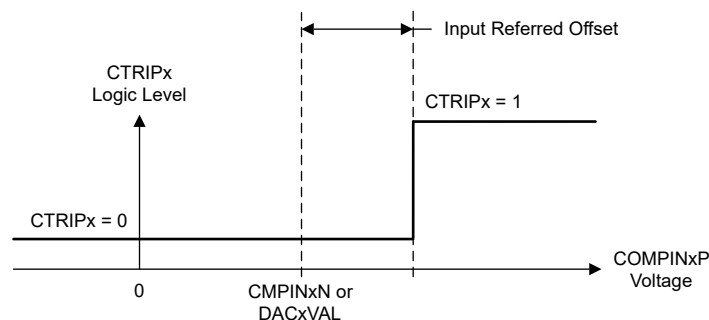 Input Referred Offset
CTRIPx
Logic Level
CTRIPx = 1
CTRIPx = 0
COMPINxP
Voltage
0
CMPINxN or
DACxVAL